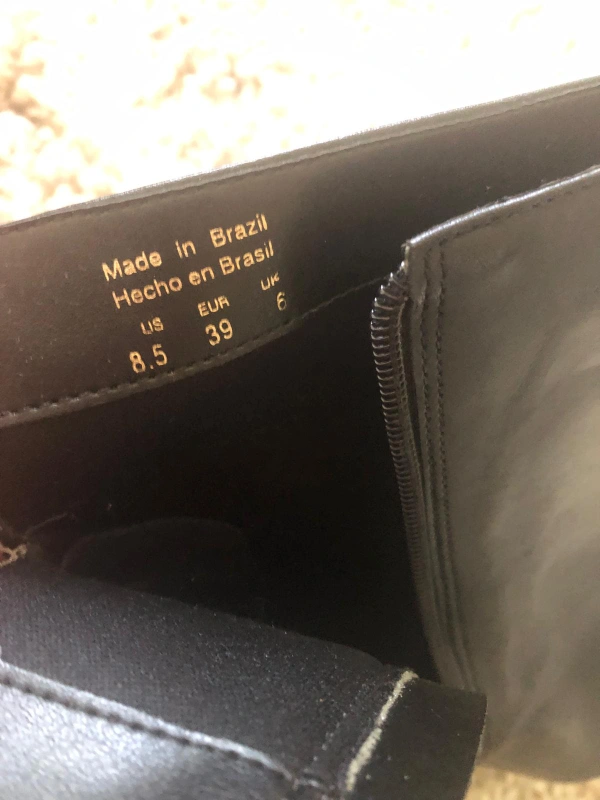 Made in Brazil
Hecho en Brasil
US EUR UK
8.5 39 6